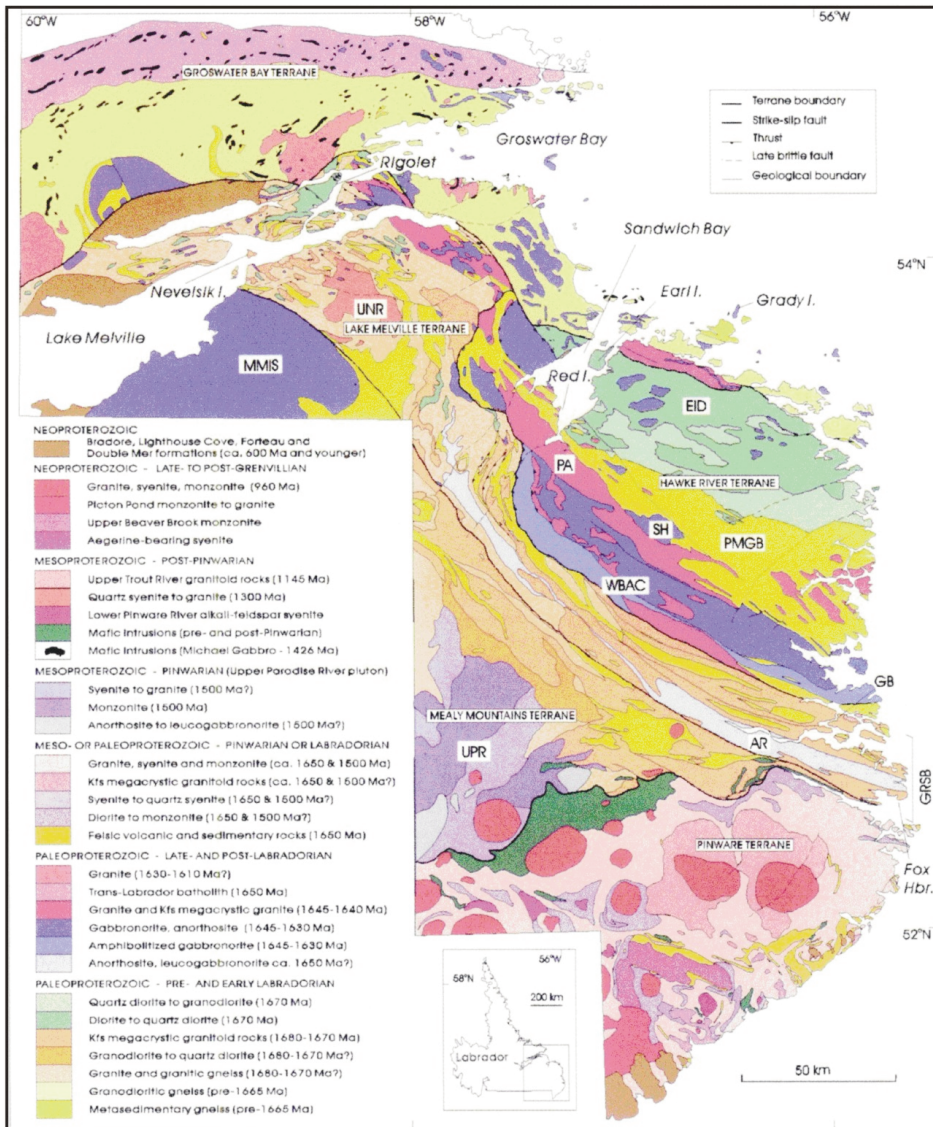 60°W
58°W
56°W
GROSWATER BAY TERRANE
Terrane boundary
Strike-slip fault
Thrust
Late brittle fault
Geological boundary
Groswater Bay
Rigolet
Sandwich Bay
54°N
Nevelsik I.
Earl I.
Grady I.
UNR
LAKE MELVILLE TERRANE
Lake Melville
MMIS
Red I.
EID
PA
HAWKE RIVER TERRANE
SH
PMGB
WBAC
GB
MEALY MOUNTAINS TERRANE
UPR
AR
GRSB
PINWARE TERRANE
Fox
Hbr.
52°N
NEOPROTEROZOIC
Bradore, Lighthouse Cove, Forteau and
Double Mer formations (ca. 600 Ma and younger)
NEOPROTEROZOIC - LATE- TO POST-GRENVILLIAN
Granite, syenite, monzonite (960 Ma)
Picton Pond monzonite to granite
Upper Beaver Brook monzonite
Aegerine-bearing syenite
MESOPROTEROZOIC - POST-PINWARIAN
Upper Trout River granitoid rocks (1145 Ma)
Quartz syenite to granite (1300 Ma)
Lower Pinware River alkali-feldspar syenite
Mafic Intrusions (pre- and post-Pinwarian)
Mafic Intrusions (Michael Gabbro - 1426 Ma)
MESOPROTEROZOIC - PINWARIAN (Upper Paradise River pluton)
Syenite to granite (1500 Ma?)
Monzonite (1500 Ma)
Anorthosite to leucogabbronorite (1500 Ma?)
MESO- OR PALEOPROTEROZOIC - PINWARIAN OR LABRADORIAN
Granite, syenite and monzonite (ca. 1650 & 1500 Ma)
Kfs megacrystic granitoid rocks (ca. 1650 & 1500 Ma?)
Syenite to quartz syenite (1650 & 1500 Ma?)
Diorite to monzonite (1650 & 1500 Ma?)
Felsic volcanic and sedimentary rocks (1650 Ma)
PALEOPROTEROZOIC - LATE- AND POST-LABRADORIAN
Granite (1630-1610 Ma?)
Trans-Labrador batholith (1650 Ma)
Granite and Kfs megacrystic granite (1645-1640 Ma)
Gabbronorite, anorthosite (1645-1630 Ma)
Amphibolitized gabbronorite (1645-1630 Ma)
Anorthosite, leucogabbronorite ca. 1650 Ma?)
PALEOPROTEROZOIC - PRE- AND EARLY LABRADORIAN
Quartz diorite to granodiorite (1670 Ma)
Diorite to quartz diorite (1670 Ma)
Kfs megacrystic granitoid rocks (1680-1670 Ma)
Granodiorite to quartz diorite (1680-1670 Ma?)
Granite and granitic gneiss (1680-1670 Ma?)
Granodioritic gneiss (pre-1665 Ma)
Metasedimentary gneiss (pre-1665 Ma)
56°W
58°N
200 km
Labrador
50 km